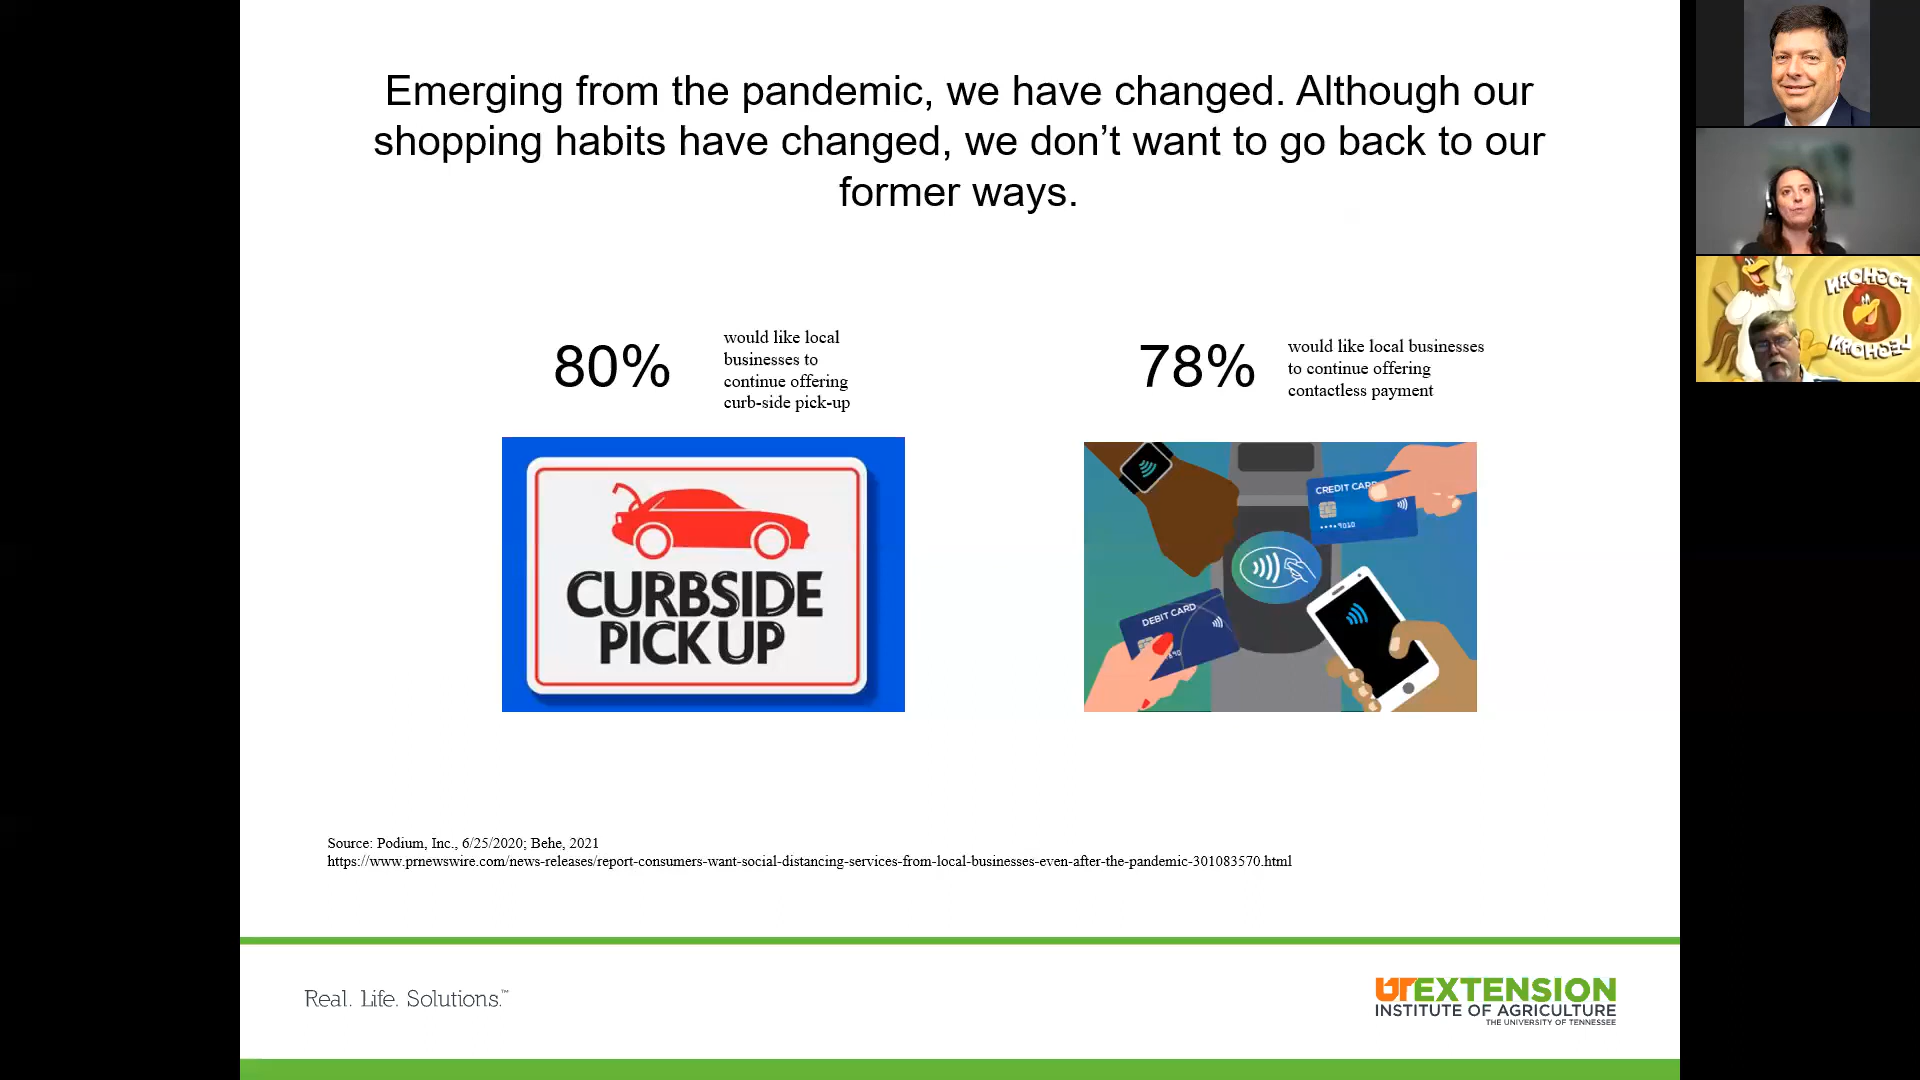 Emerging from the pandemic, we have changed. Although our
shopping habits have changed, we don’t want to go back to our
former ways.
80%
would like local
businesses to
continue offering
curb-side pick-up
78%
would like local businesses
to continue offering
contactless payment
CURBSIDE
PICK UP
CREDIT CARD
•••• 9010
DEBIT CARD
FOGHORN
LEGHORN
Source: Podium, Inc., 6/25/2020; Behe, 2021
https://www.prnewswire.com/news-releases/report-consumers-want-social-distancing-services-from-local-businesses-even-after-the-pandemic-301083570.html
Real. Life. Solutions.™
UTEXTENSION
INSTITUTE OF AGRICULTURE
THE UNIVERSITY OF TENNESSEE